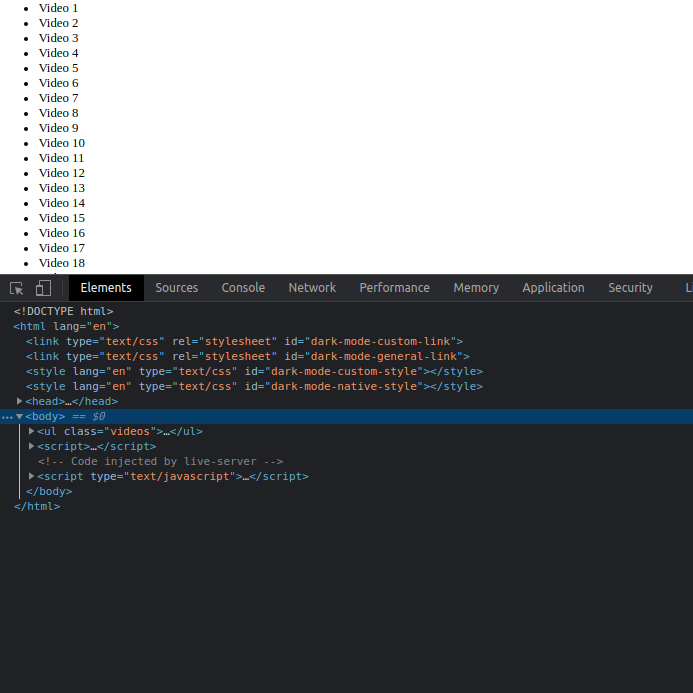 Video 1
Video 2
Video 3
Video 4
Video 5
Video 6
Video 7
Video 8
Video 9
Video 10
Video 11
Video 12
Video 13
Video 14
Video 15
Video 16
Video 17
Video 18
Elements Sources Console Network Performance Memory Application Security
<!DOCTYPE html>
<html lang="en">
<link type="text/css" rel="stylesheet" id="dark-mode-custom-link">
<link type="text/css" rel="stylesheet" id="dark-mode-general-link">
<style lang="en" type="text/css" id="dark-mode-custom-style"></style>
<style lang="en" type="text/css" id="dark-mode-native-style"></style>
<head>…</head>
<body> == $0
<ul class="videos">…</ul>
<script>…</script>
<!-- Code injected by live-server -->
<script type="text/javascript">…</script>
</body>
</html>